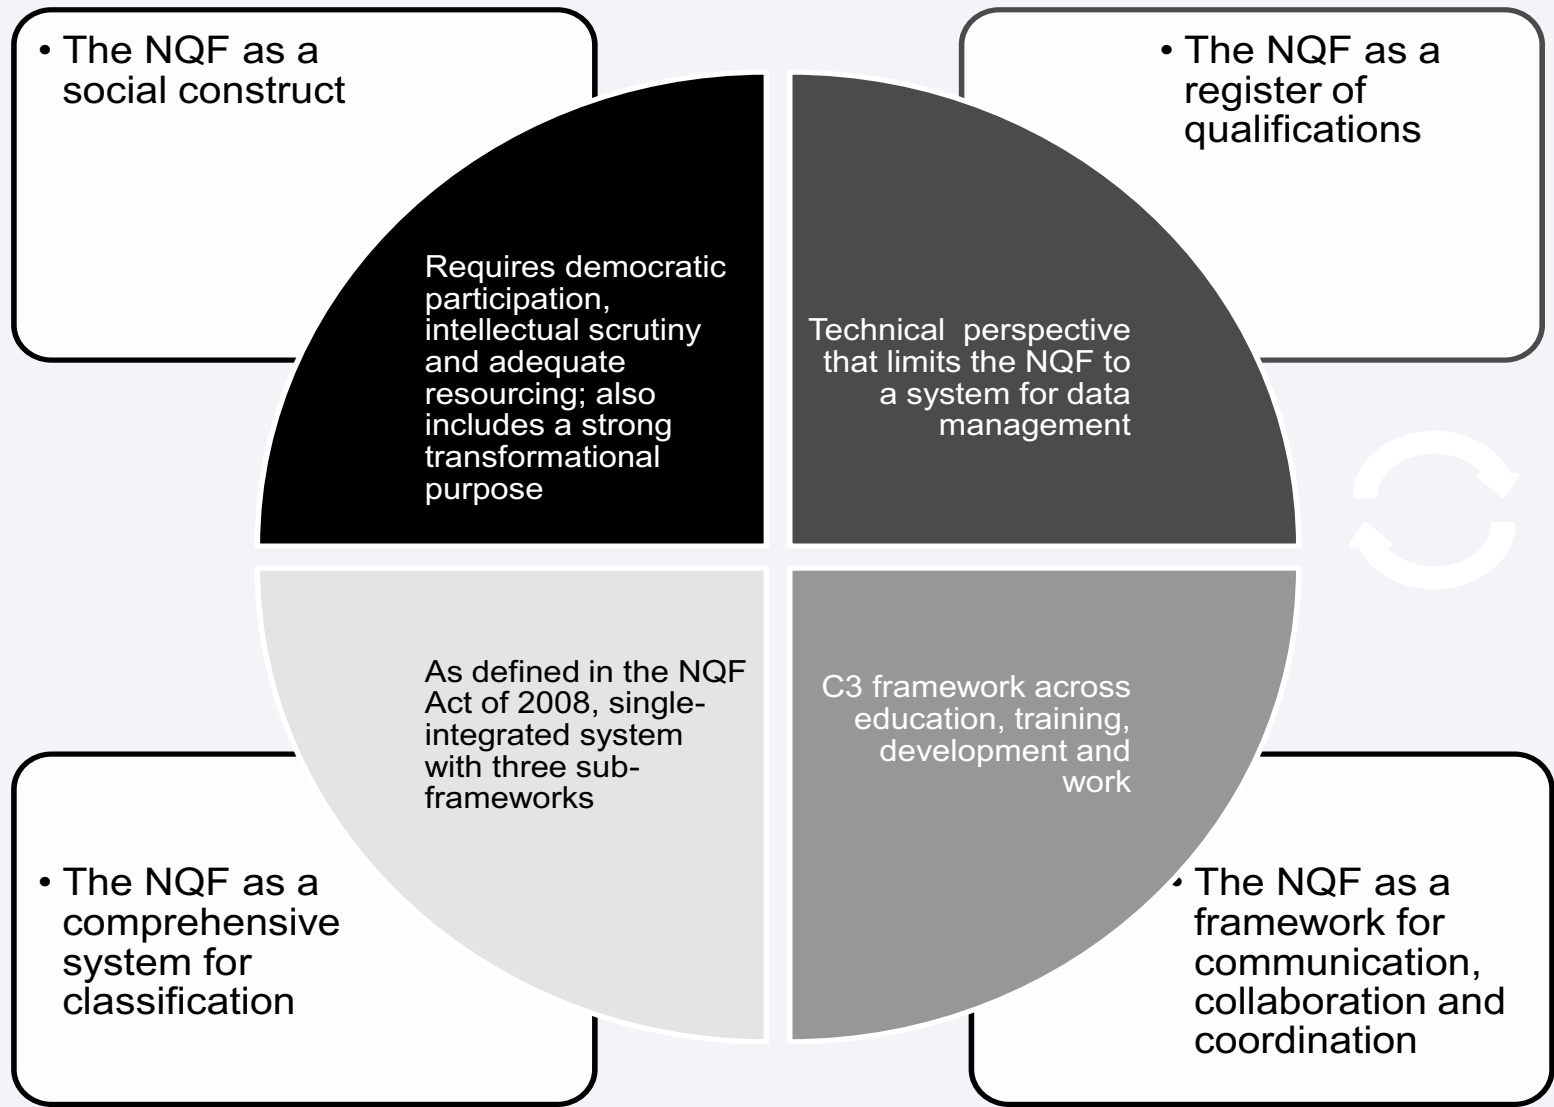 • The NQF as a
social construct
Requires democratic
participation,
intellectual scrutiny
and adequate
resourcing; also
includes a strong
transformational
purpose
• The NQF as a
register of
qualifications
Technical  perspective
that limits the NQF to
a system for data
management
As defined in the NQF
Act of 2008, single-
integrated system
with three sub-
frameworks
• The NQF as a
comprehensive
system for
classification
C3 framework across
education, training,
development and
work
• The NQF as a
framework for
communication,
collaboration and
coordination